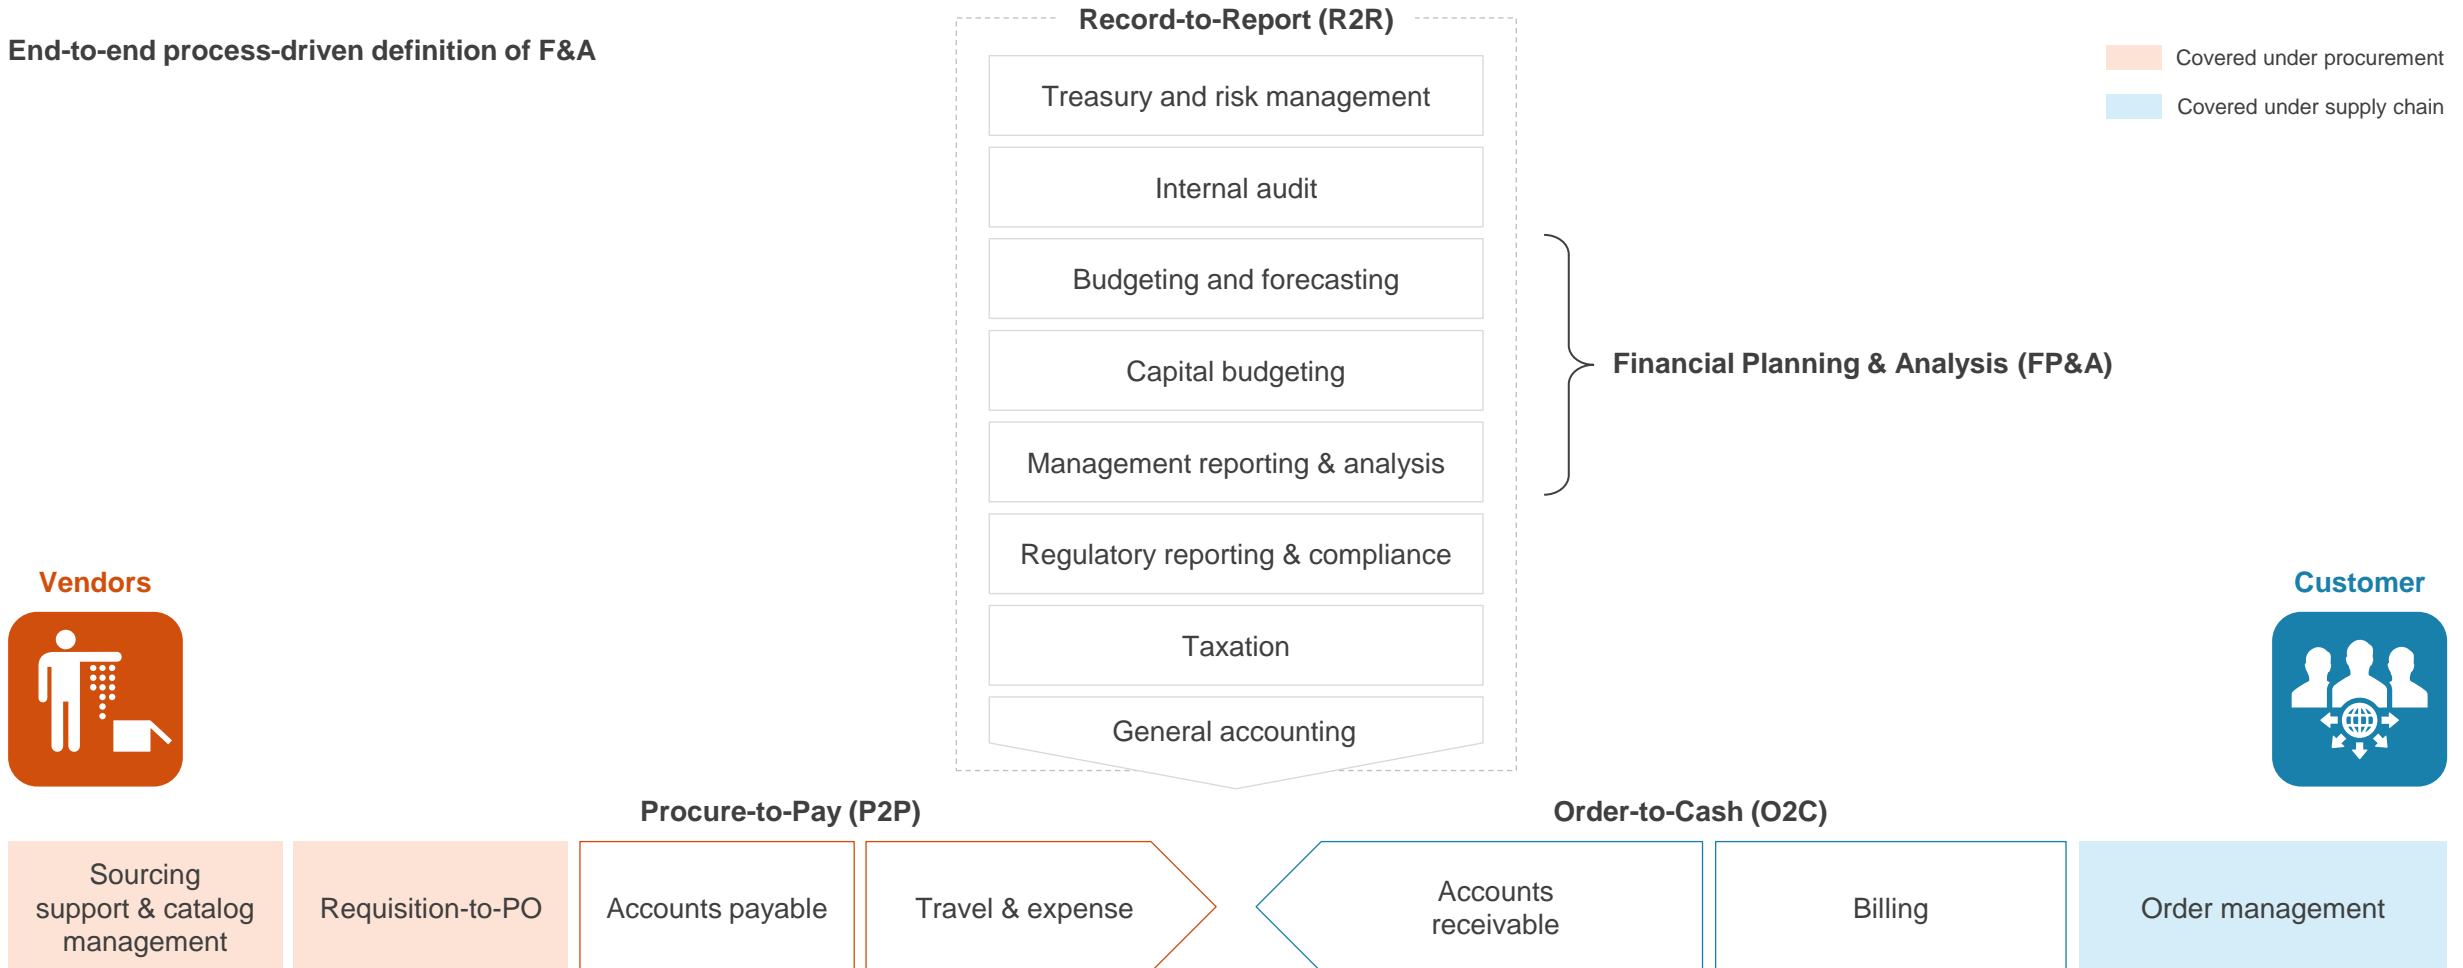 End-to-end process-driven definition of F&A
Record-to-Report (R2R)
Covered under procurement
Covered under supply chain
Treasury and risk management
Internal audit
Budgeting and forecasting
Capital budgeting
Management reporting & analysis
Financial Planning & Analysis (FP&A)
Regulatory reporting & compliance
Taxation
General accounting
Vendors
Customer
Procure-to-Pay (P2P)
Order-to-Cash (O2C)
Sourcing
support & catalog
management
Requisition-to-PO
Accounts payable
Travel & expense
Accounts
receivable
Billing
Order management